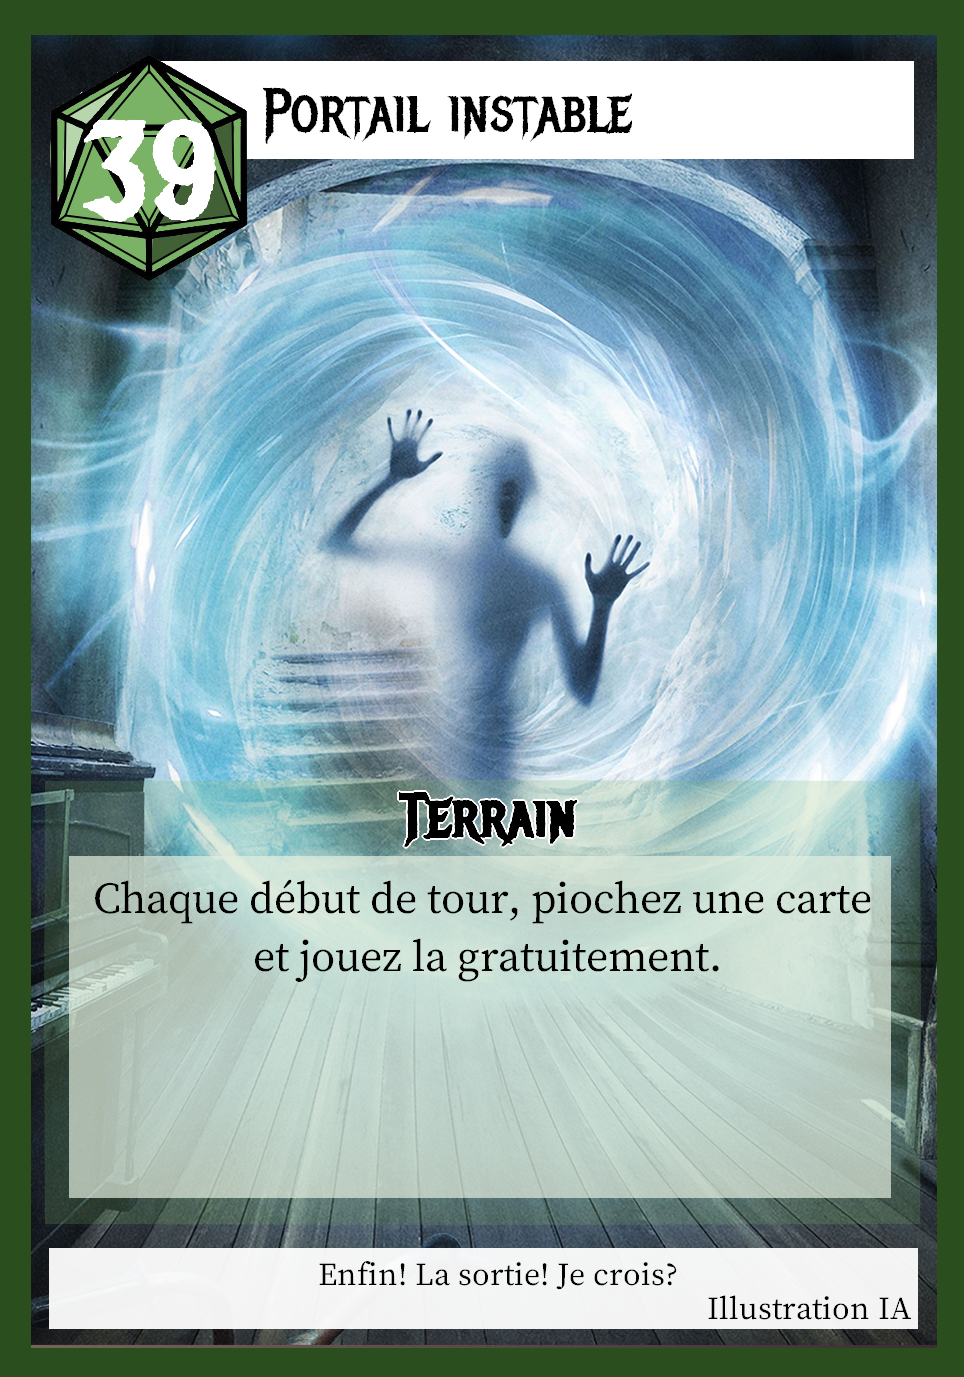 39
Portail instable
Terrain
Chaque début de tour, piochez une carte
et jouez la gratuitement.
Enfin! La sortie! Je crois?
Illustration IA